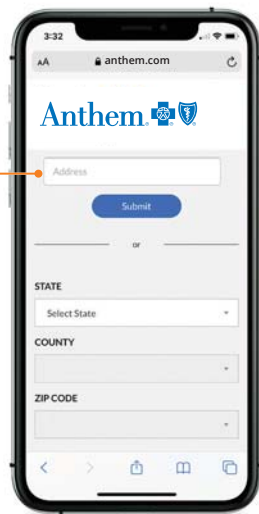 3:32
AA anthem.com
Anthem
Address
Submit
or
STATE
Select State
COUNTY
ZIP CODE